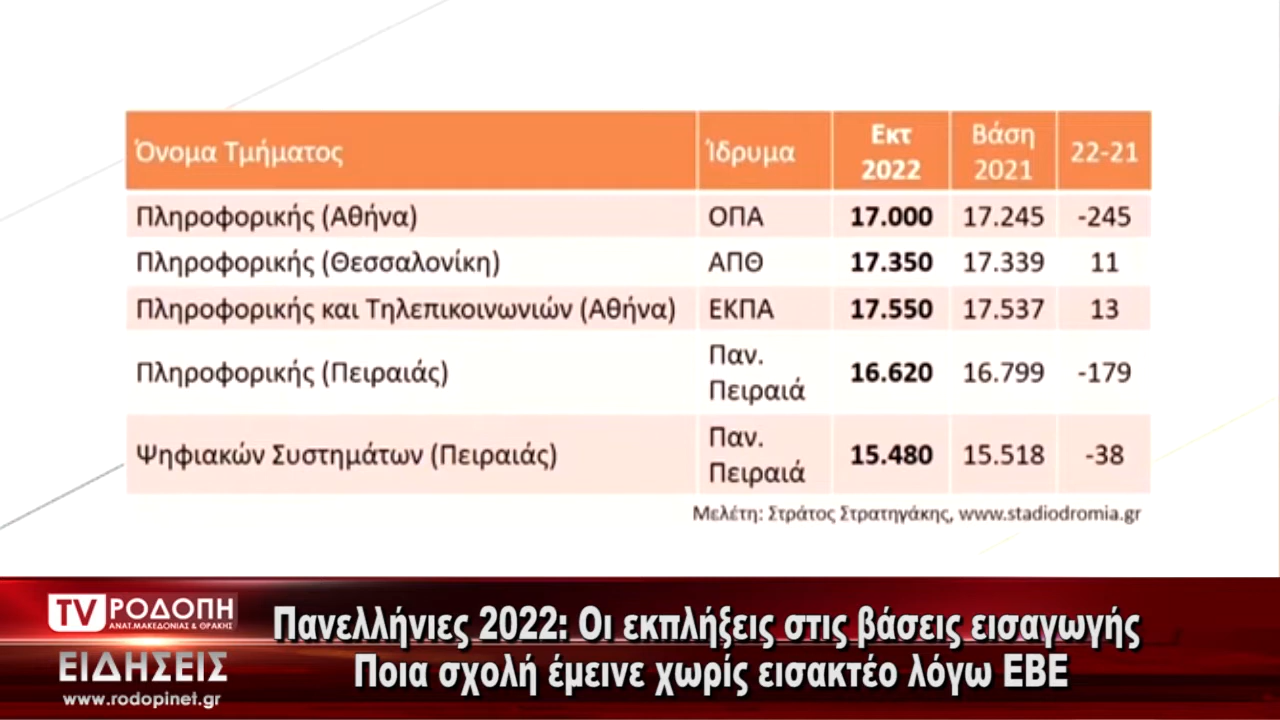 Όνομα Τμήματος Ίδρυμα Εκτ 2022 Βάση 2021 22-21
Πληροφορικής (Αθήνα) ΟΠΑ 17.000 17.245 -245
Πληροφορικής (Θεσσαλονίκη) ΑΠΘ 17.350 17.339 11
Πληροφορικής και Τηλεπικοινωνιών (Αθήνα) ΕΚΠΑ 17.550 17.537 13
Πληροφορικής (Πειραιάς) Παν. Πειραιά 16.620 16.799 -179
Ψηφιακών Συστημάτων (Πειραιάς) Παν. Πειραιά 15.480 15.518 -38
Μελέτη: Στράτος Στρατηγάκης, www.stadiodromia.gr
TV ΡΟΔΟΠΗ
ΑΝΑΤ.ΜΑΚΕΔΟΝΙΑΣ & ΘΡΑΚΗΣ
ΕΙΔΗΣΕΙΣ
www.rodopinet.gr
Πανελλήνιες 2022: Οι εκπλήξεις στις βάσεις εισαγωγής
Ποια σχολή έμεινε χωρίς εισακτέο λόγω ΕΒΕ